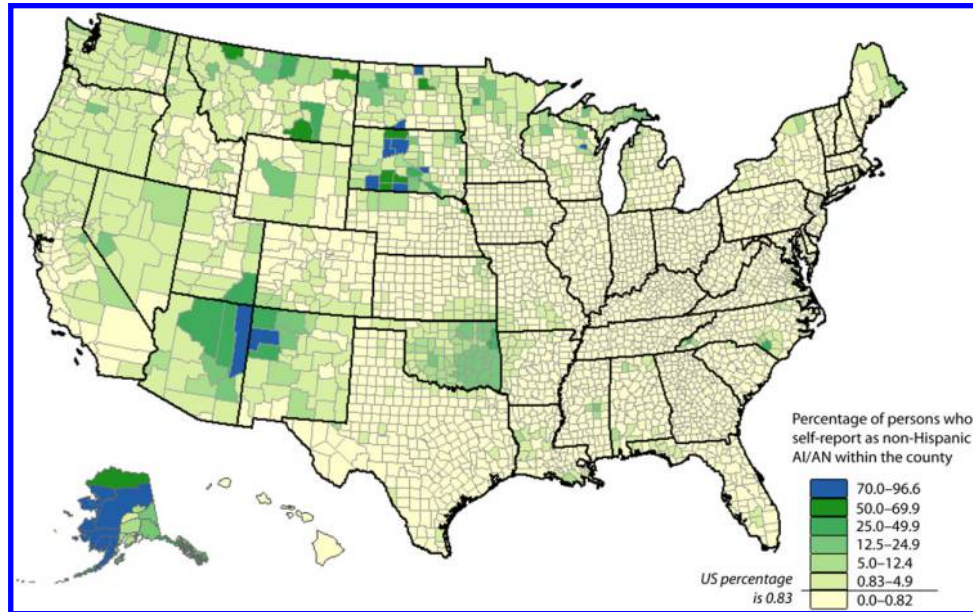 Percentage of persons who
self-report as non-Hispanic
AI/AN within the county
70.0–96.6
50.0–69.9
25.0–49.9
12.5–24.9
5.0–12.4
0.83–4.9
0.0–0.82
US percentage
is 0.83